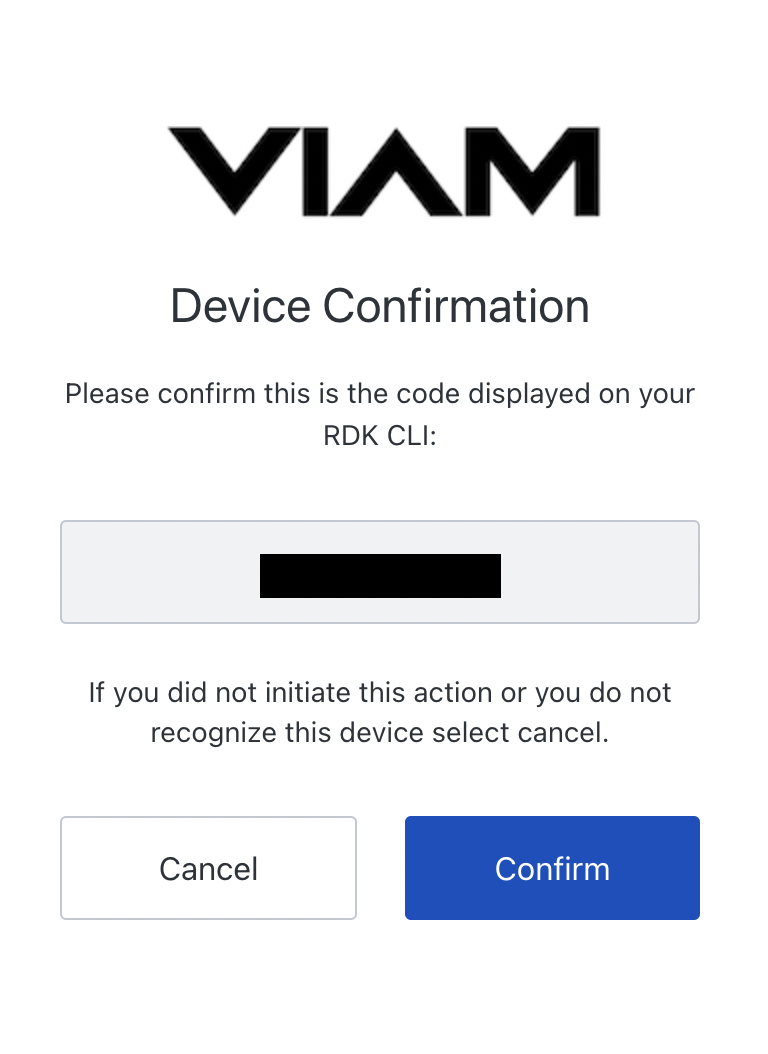 VIAM
Device Confirmation
Please confirm this is the code displayed on your
RDK CLI:
If you did not initiate this action or you do not
recognize this device select cancel.
Cancel
Confirm